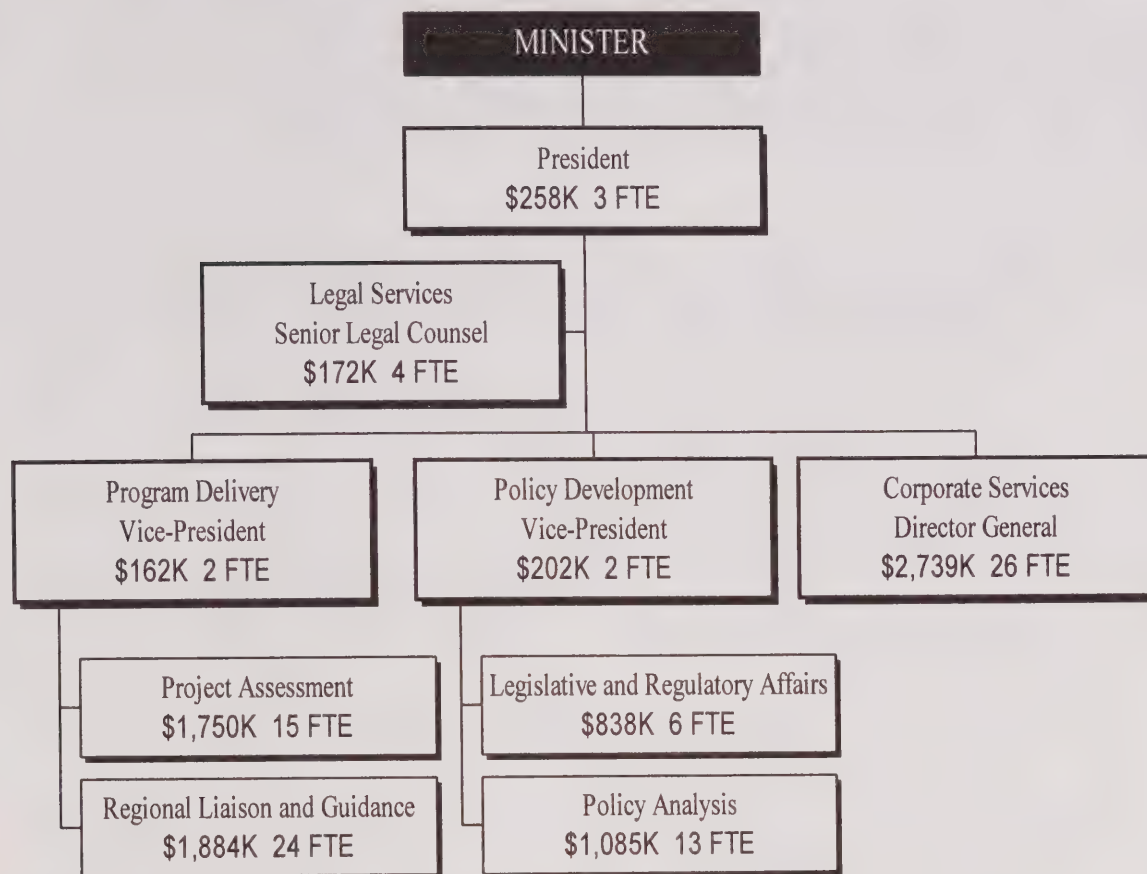 MINISTER
President
$258K 3 FTE
Legal Services
Senior Legal Counsel
$172K 4 FTE
Program Delivery
Vice-President
$162K 2 FTE
Policy Development
Vice-President
$202K 2 FTE
Corporate Services
Director General
$2,739K 26 FTE
Project Assessment
$1,750K 15 FTE
Regional Liaison and Guidance
$1,884K 24 FTE
Legislative and Regulatory Affairs
$838K 6 FTE
Policy Analysis
$1,085K 13 FTE